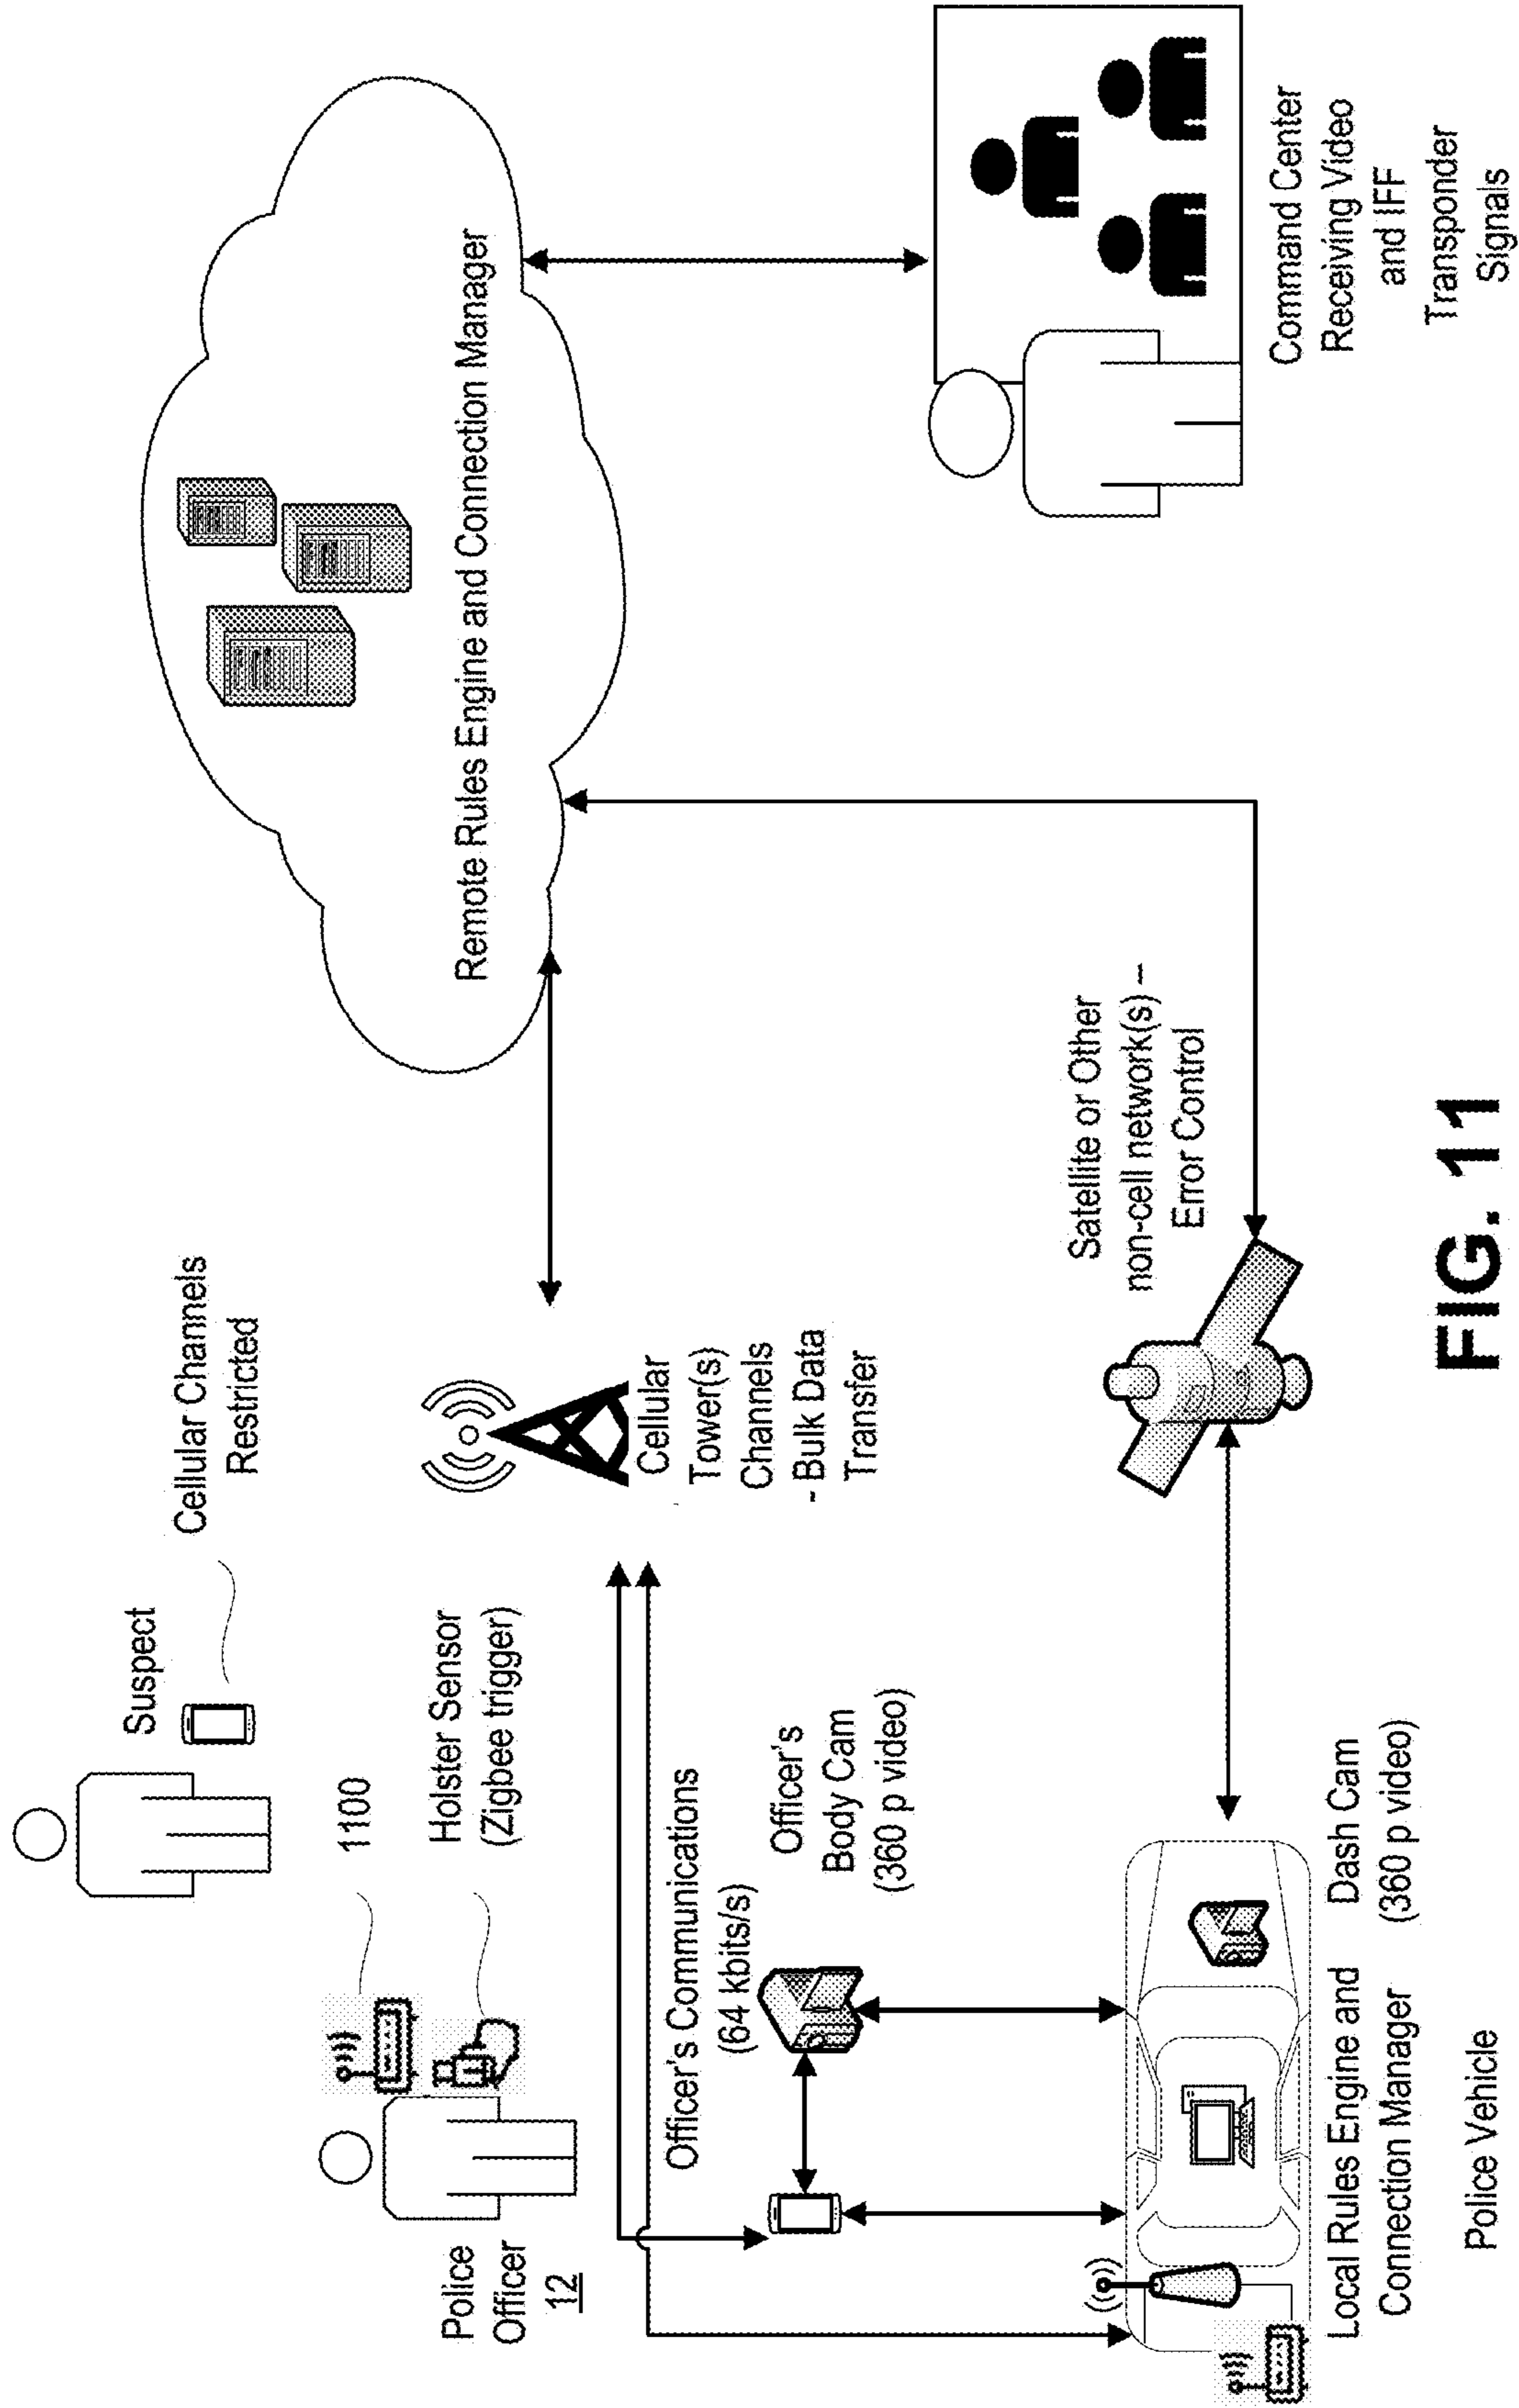 Suspect
Cellular Channels
Restricted
1100
Holster Sensor
(Zigbee trigger)
Police
Officer
12
Remote Rules Engine and Connection Manager
Cellular
Tower(s)
Channels
- Bulk Data
Transfer
Officer's Communications
(64 kbits/s)
Officer's
Body Cam
(360 p video)
Satellite or Other
non-cell network(s) –
Error Control
Command Center
Receiving Video
and IFF
Transponder
Signals
Local Rules Engine and
Connection Manager
Dash Cam
(360 p video)
Police Vehicle
FIG. 11